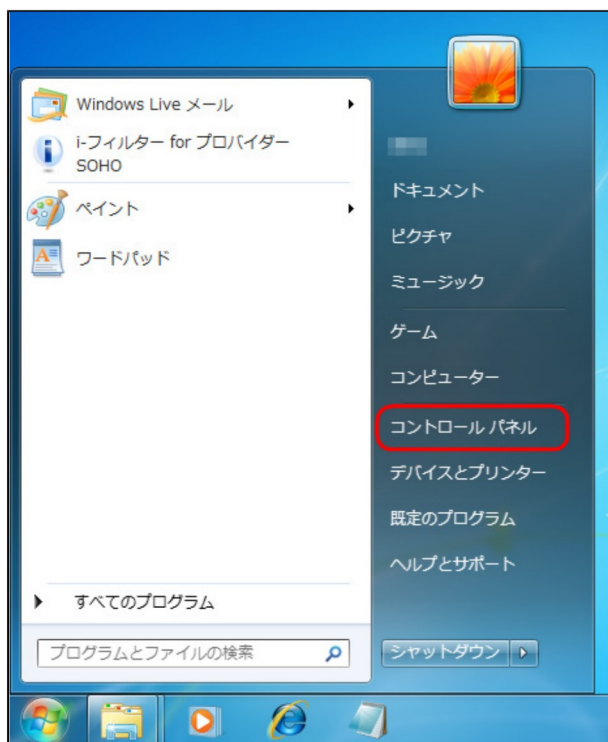 Windows Live メール
i-フィルター for プロバイダー
SOHO
ペイント
ワードパッド
すべてのプログラム
プログラムとファイルの検索
ドキュメント
ピクチャ
ミュージック
ゲーム
コンピューター
コントロール パネル
デバイスとプリンター
既定のプログラム
ヘルプとサポート
シャットダウン